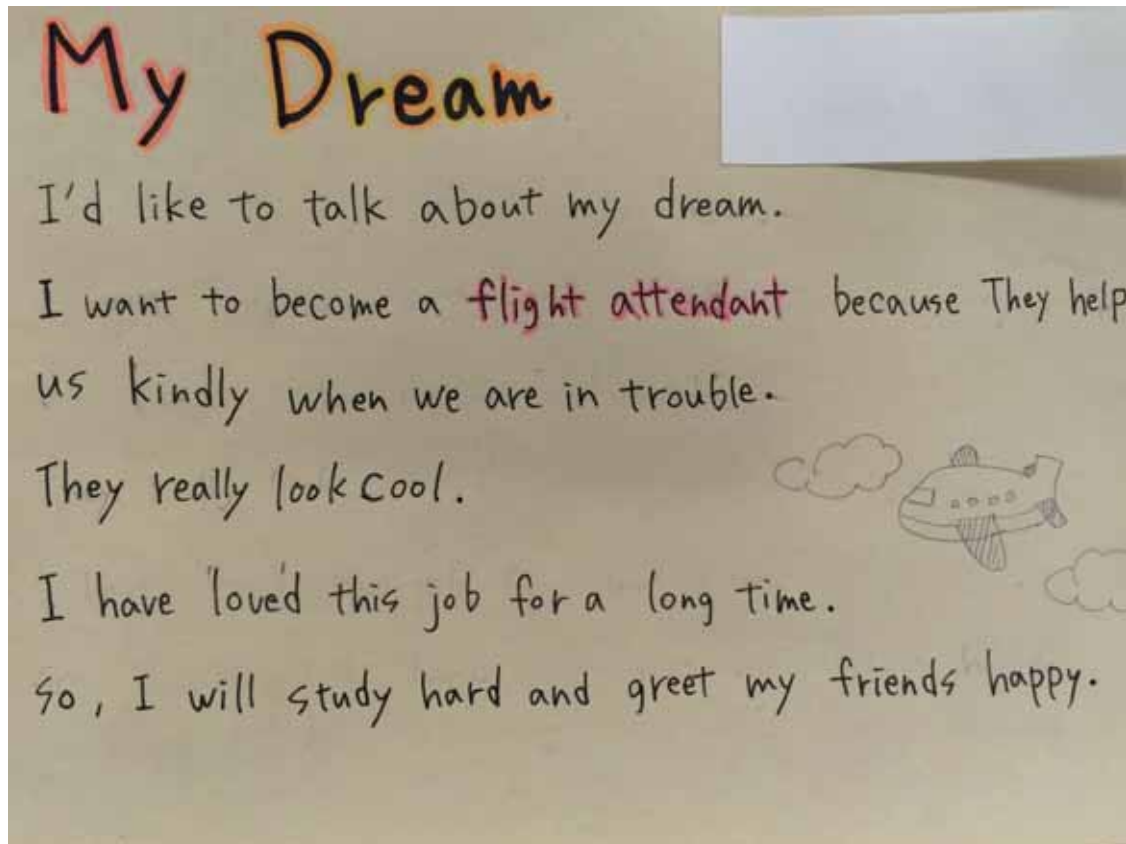 My Dream
I'd like to talk about my dream.
I want to become a flight attendant because They help
us kindly when we are in trouble.
They really look cool.
I have loved this job for a long time.
so, I will study hard and greet my friends happy.